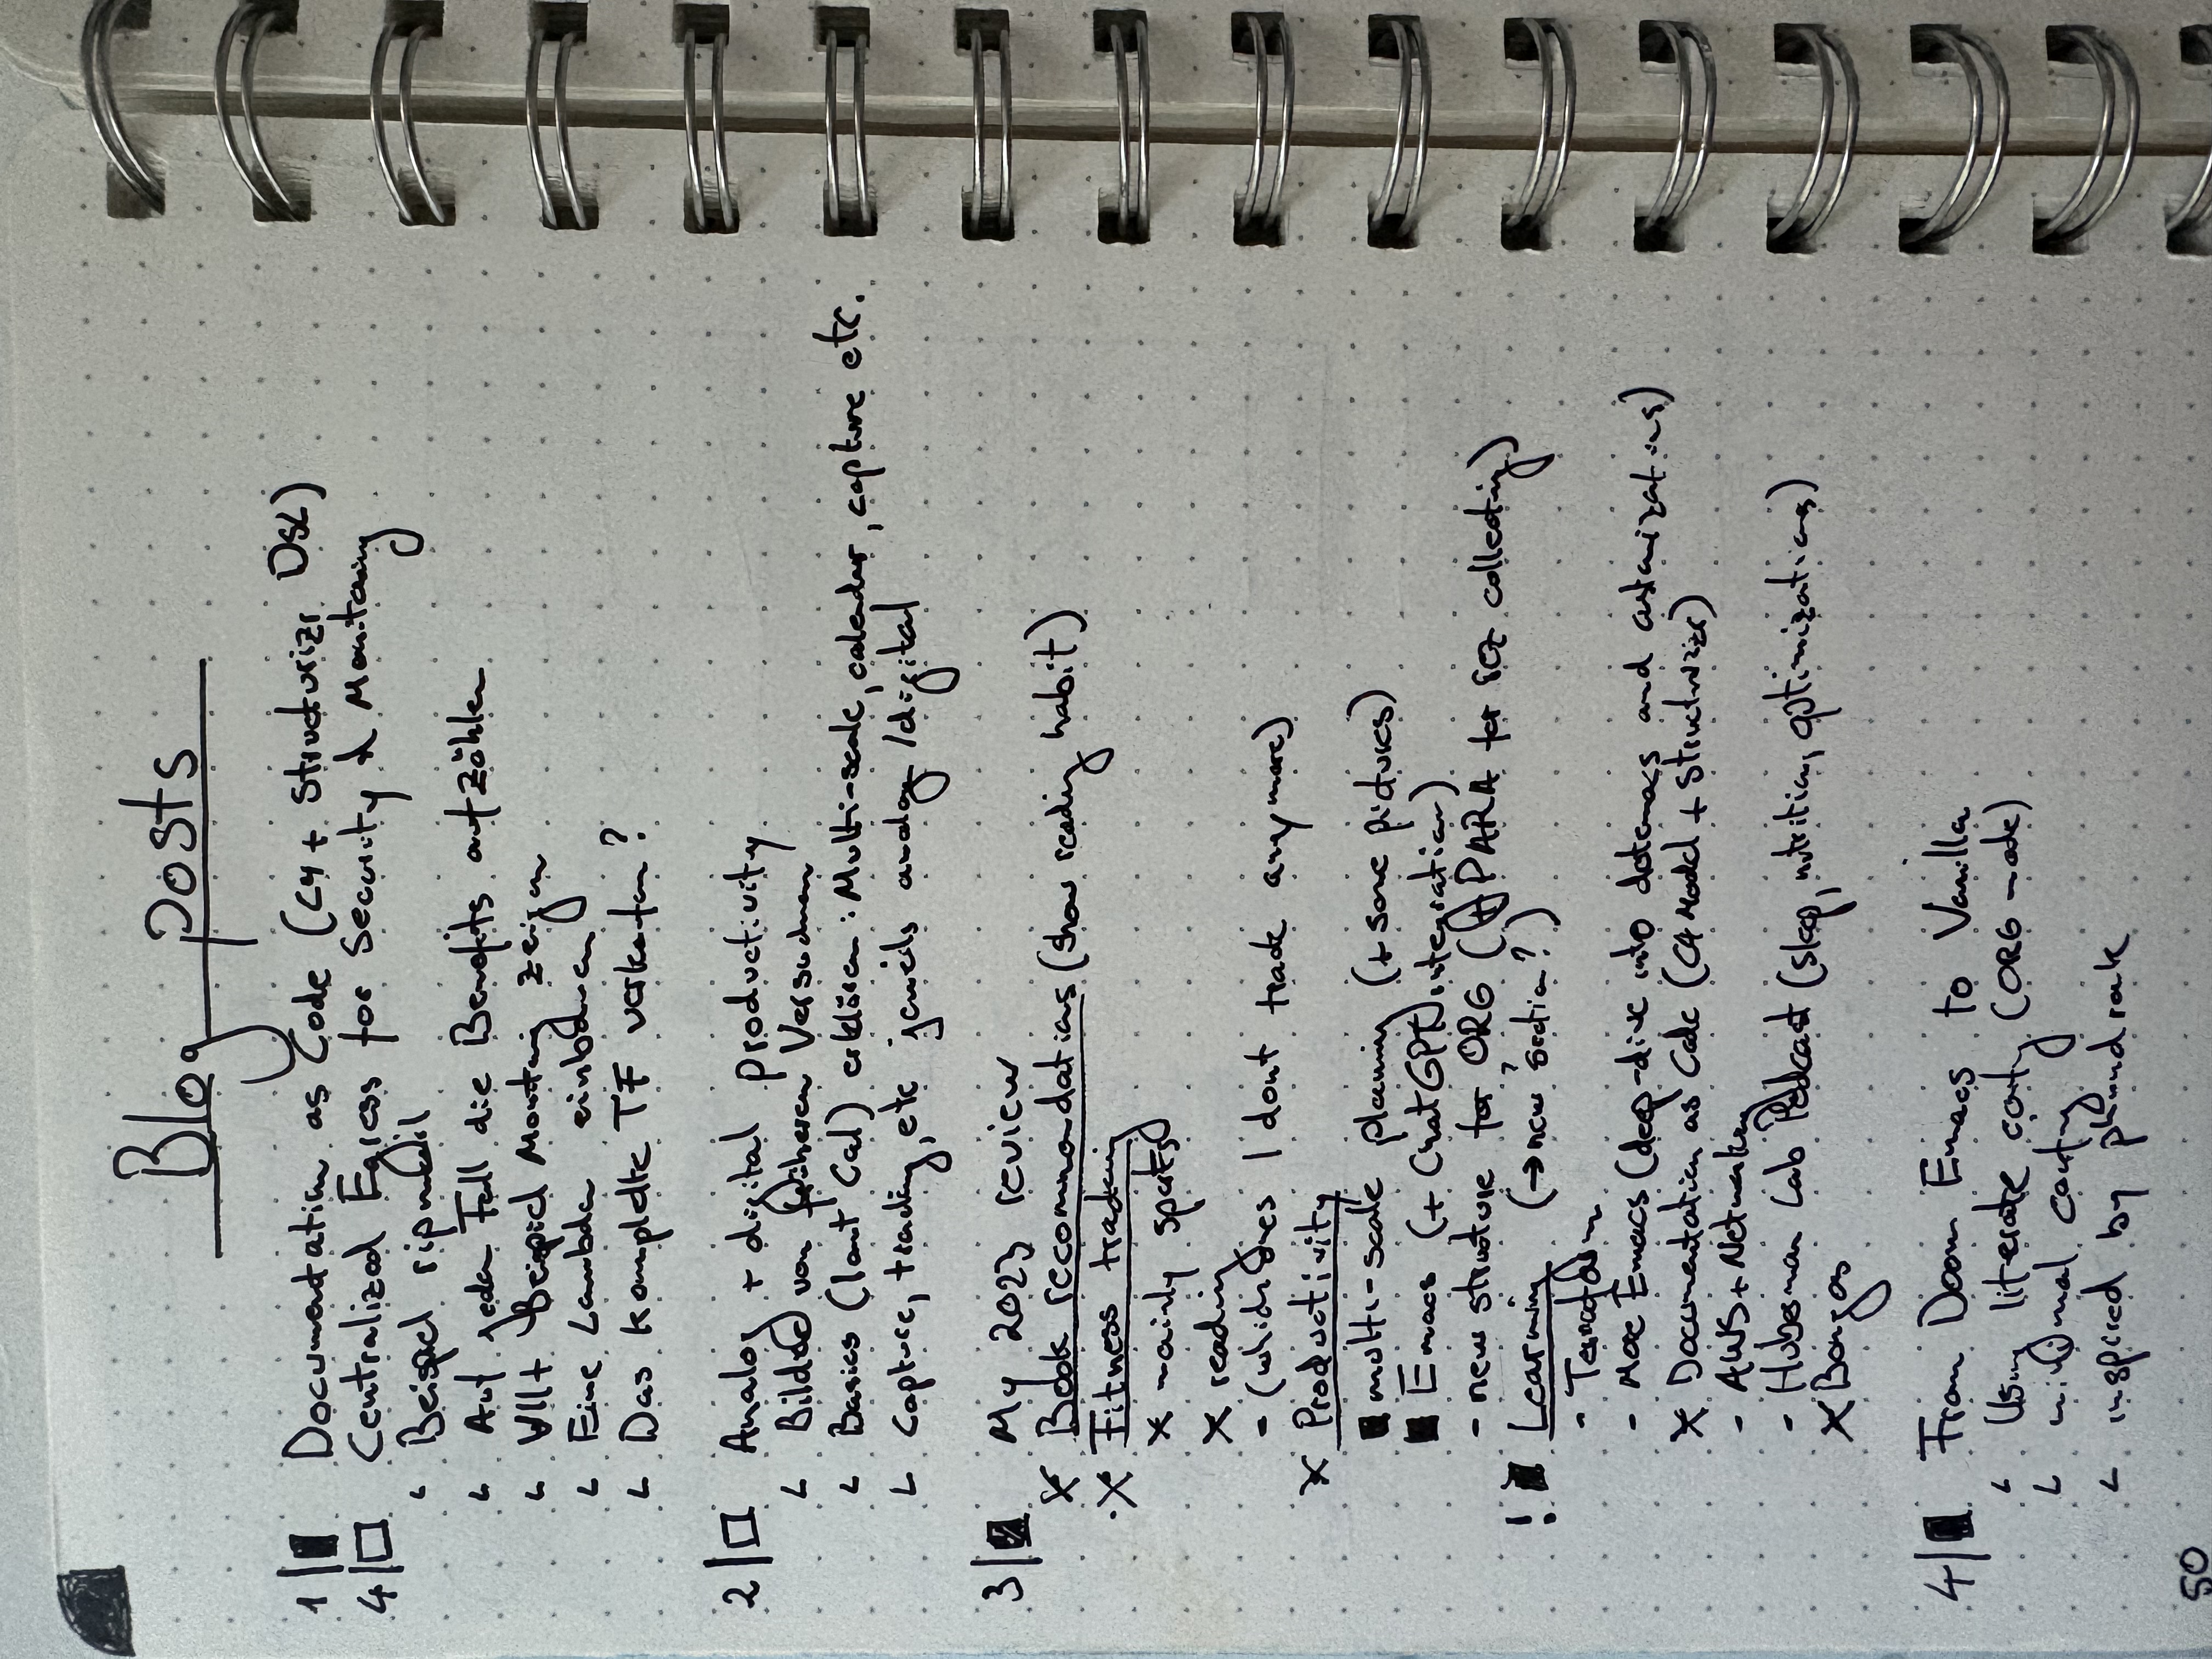 Blog posts
1| Documentation as Code (C4 + Structurizr DSL)
4| Centralized Egress for Security & Monitoring
Beispiel ripmail
Auf jeden Fall die Benefits aufzählen
Vllt Beispiel Monitoring zeigen
Eine Lambda einbauen
Das komplette TF verkaufen?
2| Analog + digital productivity
Bilder von früheren Versuchen
Basics (laut Cal) erklären: Multi-scale, calendar, capture etc.
Capture, tracking, etc jeweils analog/digital
3| My 2023 review
x Book recommendations (show reading habit)
x Fitness tracking
x mainly sports
x reading
- (which ones I dont track anymore)
x Productivity
multi-scale planning (+ some pictures)
Emacs (+ ChatGPT integration)
- new structure for ORG (+ PARA for collecting)
! Learning (→ new section?)
- Terraform
- More Emacs (deep-dive into dotemacs and customizations)
x Documentation as Code (C4 Model + Structurizr)
- AWS + Networking
- Huberman Lab Podcast (sleep, nutrition, optimizations)
x Bongos
4| From Doom Emacs to Vanilla
Using literate config (ORG mode)
minimal config
inspired by phundrak
50